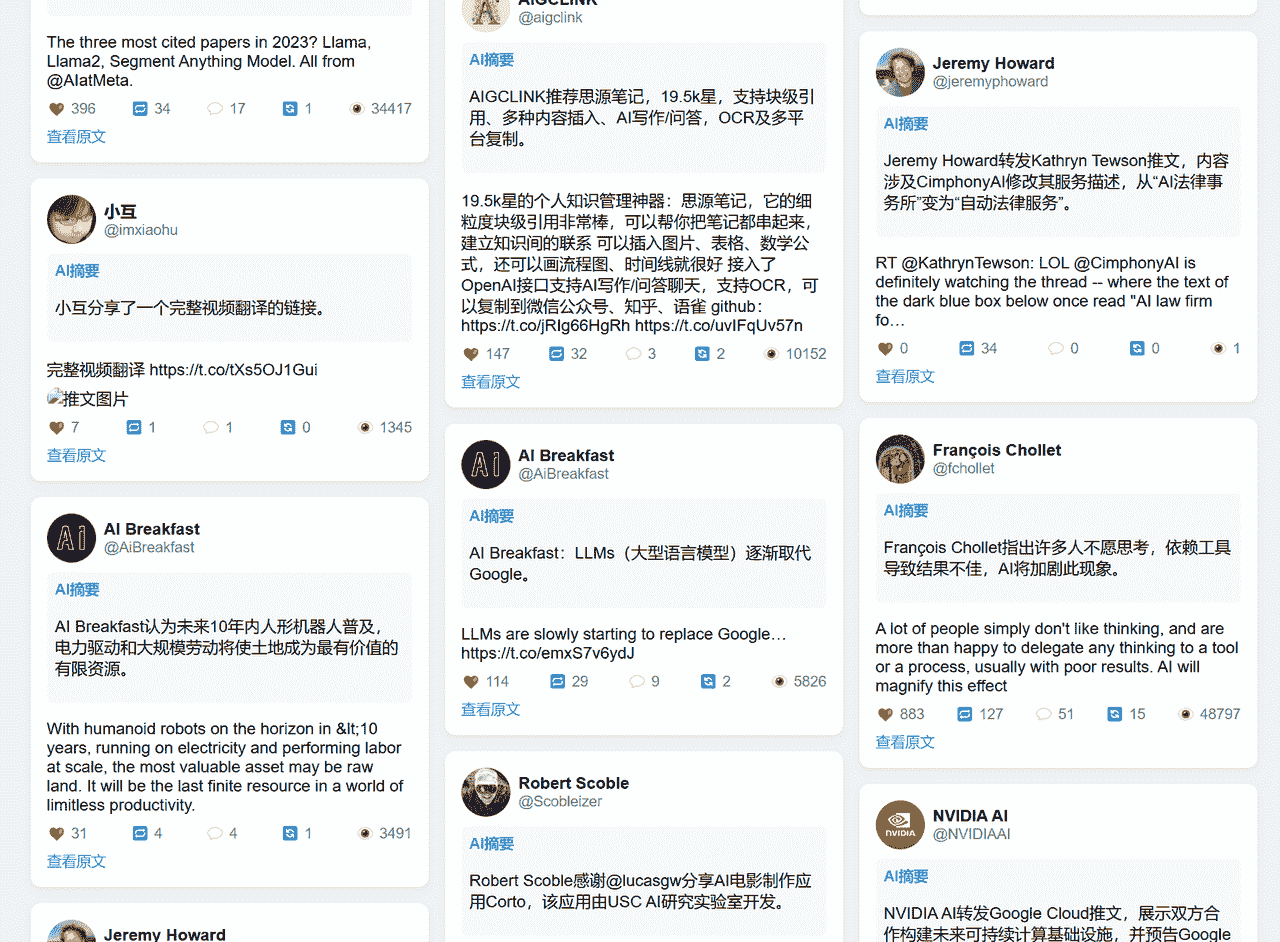 The three most cited papers in 2023? Llama,
Llama2, Segment Anything Model. All from
@AIatMeta.
396 34 17 1 34417
查看原文
小互
@imxiaohu
AI摘要
小互分享了一个完整视频翻译的链接。
完整视频翻译 https://t.co/tXs5OJ1Gui
推文图片
7 1 1 0 1345
查看原文
AI Breakfast
@AiBreakfast
AI摘要
AI Breakfast认为未来10年内人形机器人普及，
电力驱动和大规模劳动将使土地成为最有价值的
有限资源。
With humanoid robots on the horizon in &lt;10
years, running on electricity and performing labor
at scale, the most valuable asset may be raw
land. It will be the last finite resource in a world of
limitless productivity.
31 4 4 1 3491
查看原文
Jeremy Howard
AIGCLINK
@aigclink
AI摘要
AIGCLINK推荐思源笔记，19.5k星，支持块级引
用、多种内容插入、AI写作/问答，OCR及多平
台复制。
19.5k星的个人知识管理神器：思源笔记，它的细
粒度块级引用非常棒，可以帮你把笔记都串起来，
建立知识间的联系 可以插入图片、表格、数学公
式，还可以画流程图、时间线就很好 接入了
OpenAI接口支持AI写作/问答聊天，支持OCR，可
以复制到微信公众号、知乎、语雀 github：
https://t.co/jRIg66HgRh https://t.co/uvIFqUv57n
147 32 3 2 10152
查看原文
AI Breakfast
@AiBreakfast
AI摘要
AI Breakfast：LLMs（大型语言模型）逐渐取代
Google。
LLMs are slowly starting to replace Google…
https://t.co/emxS7v6ydJ
114 29 9 2 5826
查看原文
Robert Scoble
@Scobleizer
AI摘要
Robert Scoble感谢@lucasgw分享AI电影制作应
用Corto，该应用由USC AI研究实验室开发。
Jeremy Howard
@jeremyphoward
AI摘要
Jeremy Howard转发Kathryn Tewson推文，内容
涉及CimphonyAI修改其服务描述，从“AI法律事
务所”变为“自动法律服务”。
RT @KathrynTewson: LOL @CimphonyAI is
definitely watching the thread -- where the text of
the dark blue box below once read "AI law firm
fo…
0 34 0 0 1
查看原文
François Chollet
@fchollet
AI摘要
François Chollet指出许多人不愿思考，依赖工具
导致结果不佳，AI将加剧此现象。
A lot of people simply don't like thinking, and are
more than happy to delegate any thinking to a tool
or a process, usually with poor results. AI will
magnify this effect
883 127 51 15 48797
查看原文
NVIDIA
NVIDIA AI
@NVIDIAAI
AI摘要
NVIDIA AI转发Google Cloud推文，展示双方合
作构建未来可持续计算基础设施，并预告Google